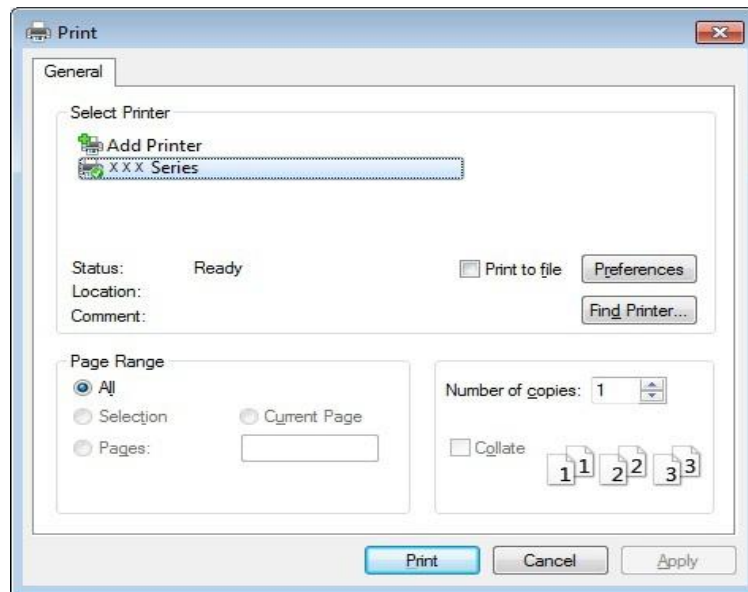 Print
General
Select Printer
Add Printer
X X X Series
Status: Ready
Print to file
Preferences
Location:
Comment:
Find Printer...
Page Range
All
Selection
Current Page
Pages:
Number of copies: 1
Collate
1 1 2 2 3 3
Print
Cancel
Apply